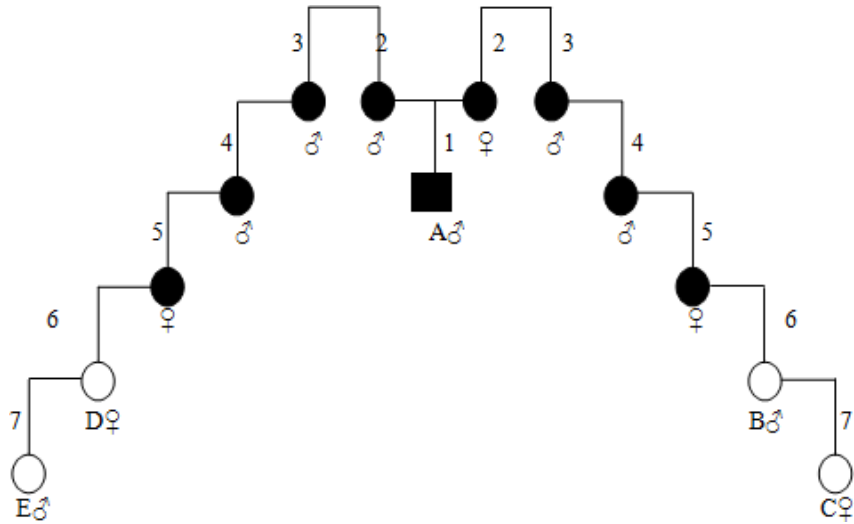 3 2 2 3
♂ ♂ ♀ ♂
4 1 4
♂ A♂ ♂
5 5
♀ ♀
6 6
D♀ B♂
7 7
E♂ C♀